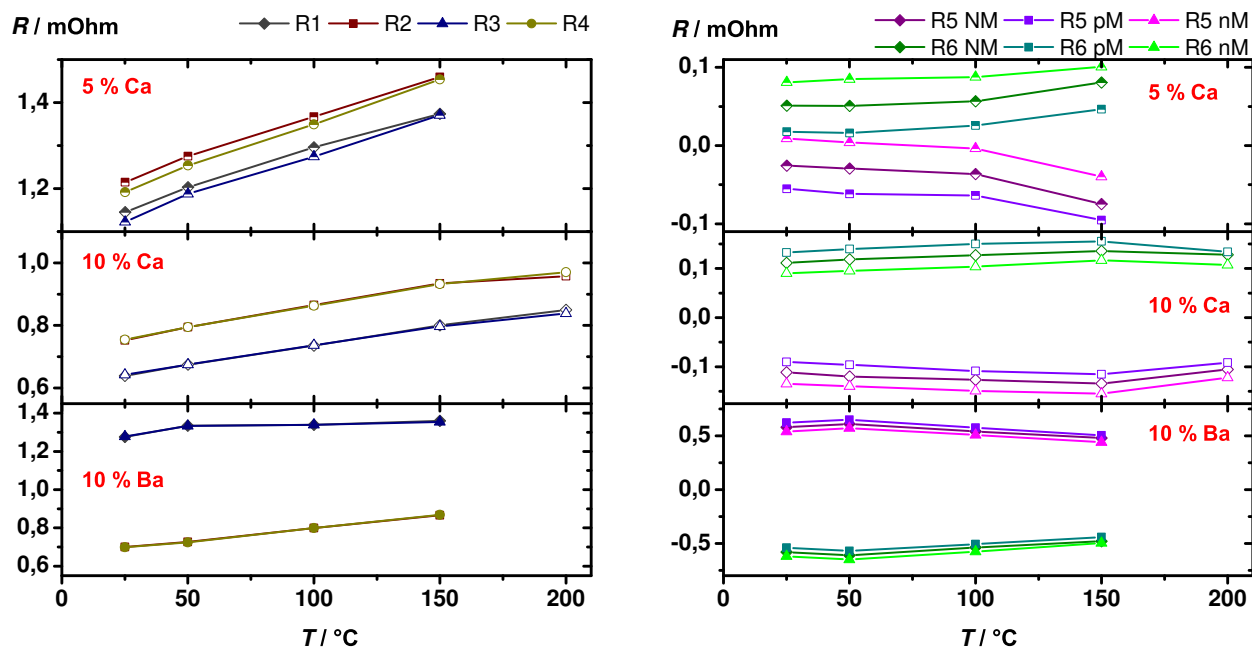 R / mOhm
R1 R2 R3 R4
5 % Ca
1,4
1,2
10 % Ca
1,0
0,8
0,6
1,4
1,2
10 % Ba
1,0
0,8
0,6
0 50 100 150 200
T / °C
R / mOhm
R5 NM R5 pM R5 nM
R6 NM R6 pM R6 nM
0,1
5 % Ca
0,0
-0,1
0,1
10 % Ca
0,0
-0,1
10 % Ba
0,5
0,0
-0,5
0 50 100 150 200
T / °C